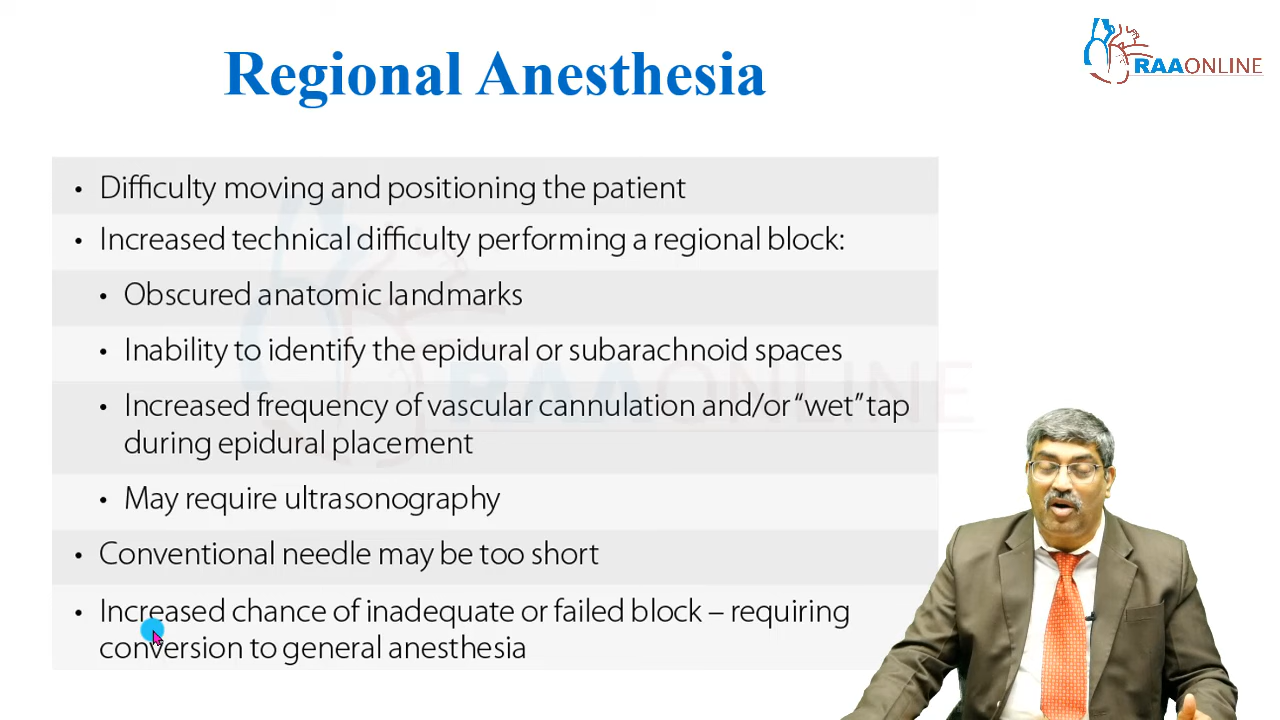 Regional Anesthesia
RAAONLINE
• Difficulty moving and positioning the patient
• Increased technical difficulty performing a regional block:
• Obscured anatomic landmarks
• Inability to identify the epidural or subarachnoid spaces
• Increased frequency of vascular cannulation and/or “wet” tap
during epidural placement
• May require ultrasonography
• Conventional needle may be too short
• Increased chance of inadequate or failed block – requiring
conversion to general anesthesia
RAAONLINE